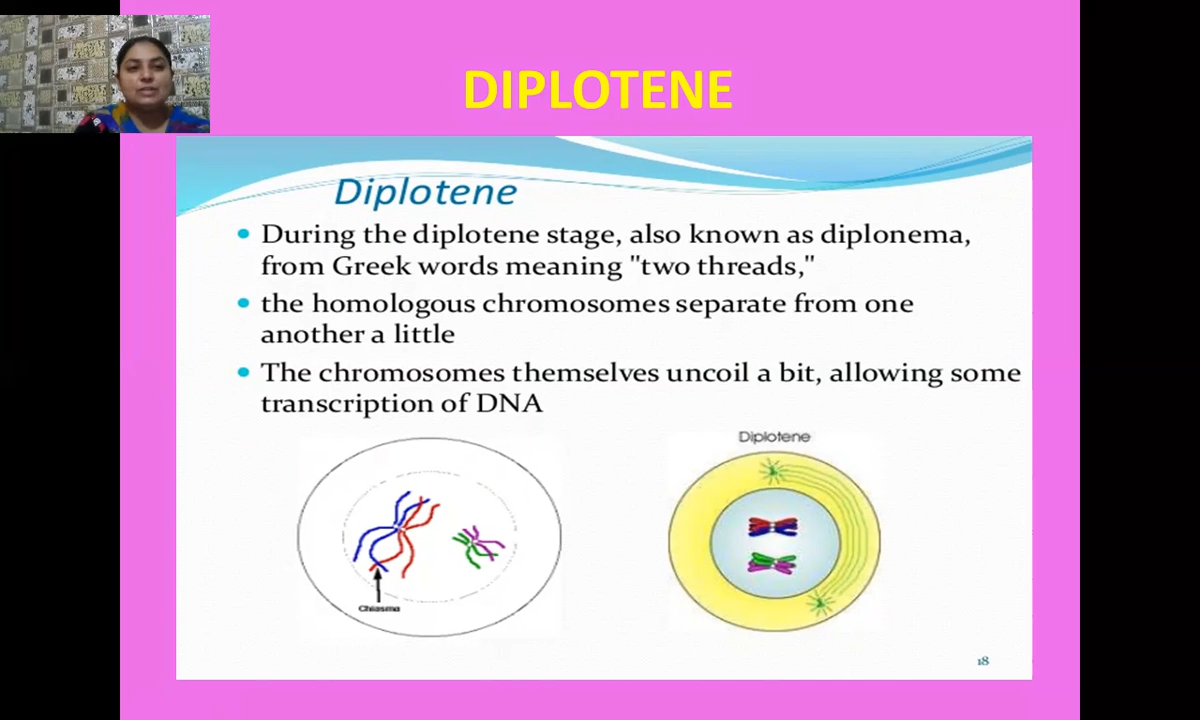 DIPLOTENE
Diplotene
During the diplotene stage, also known as diplonema,
from Greek words meaning "two threads,"
the homologous chromosomes separate from one
another a little
The chromosomes themselves uncoil a bit, allowing some
transcription of DNA
Diplotene
Chiasma
18